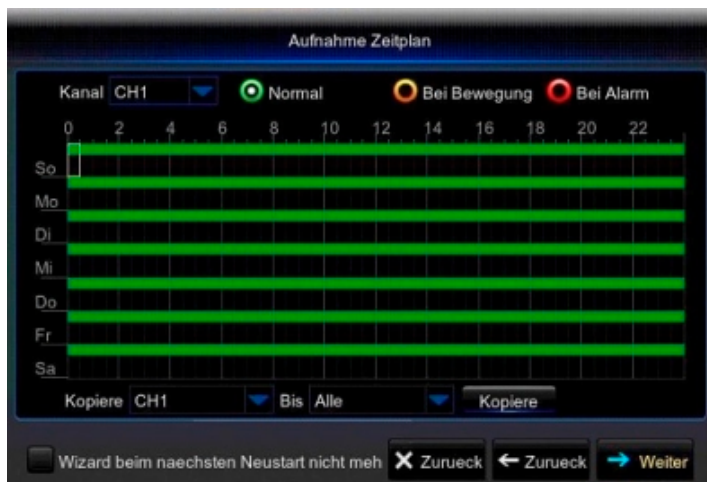 Aufnahme Zeitplan
Kanal CH1 Normal Bei Bewegung Bei Alarm
0 2 4 6 8 10 12 14 16 18 20 22
So
Mo
Di
Mi
Do
Fr
Sa
Kopiere CH1 Bis Alle Kopiere
Wizard beim naechsten Neustart nicht meh Zurueck Zurueck Weiter